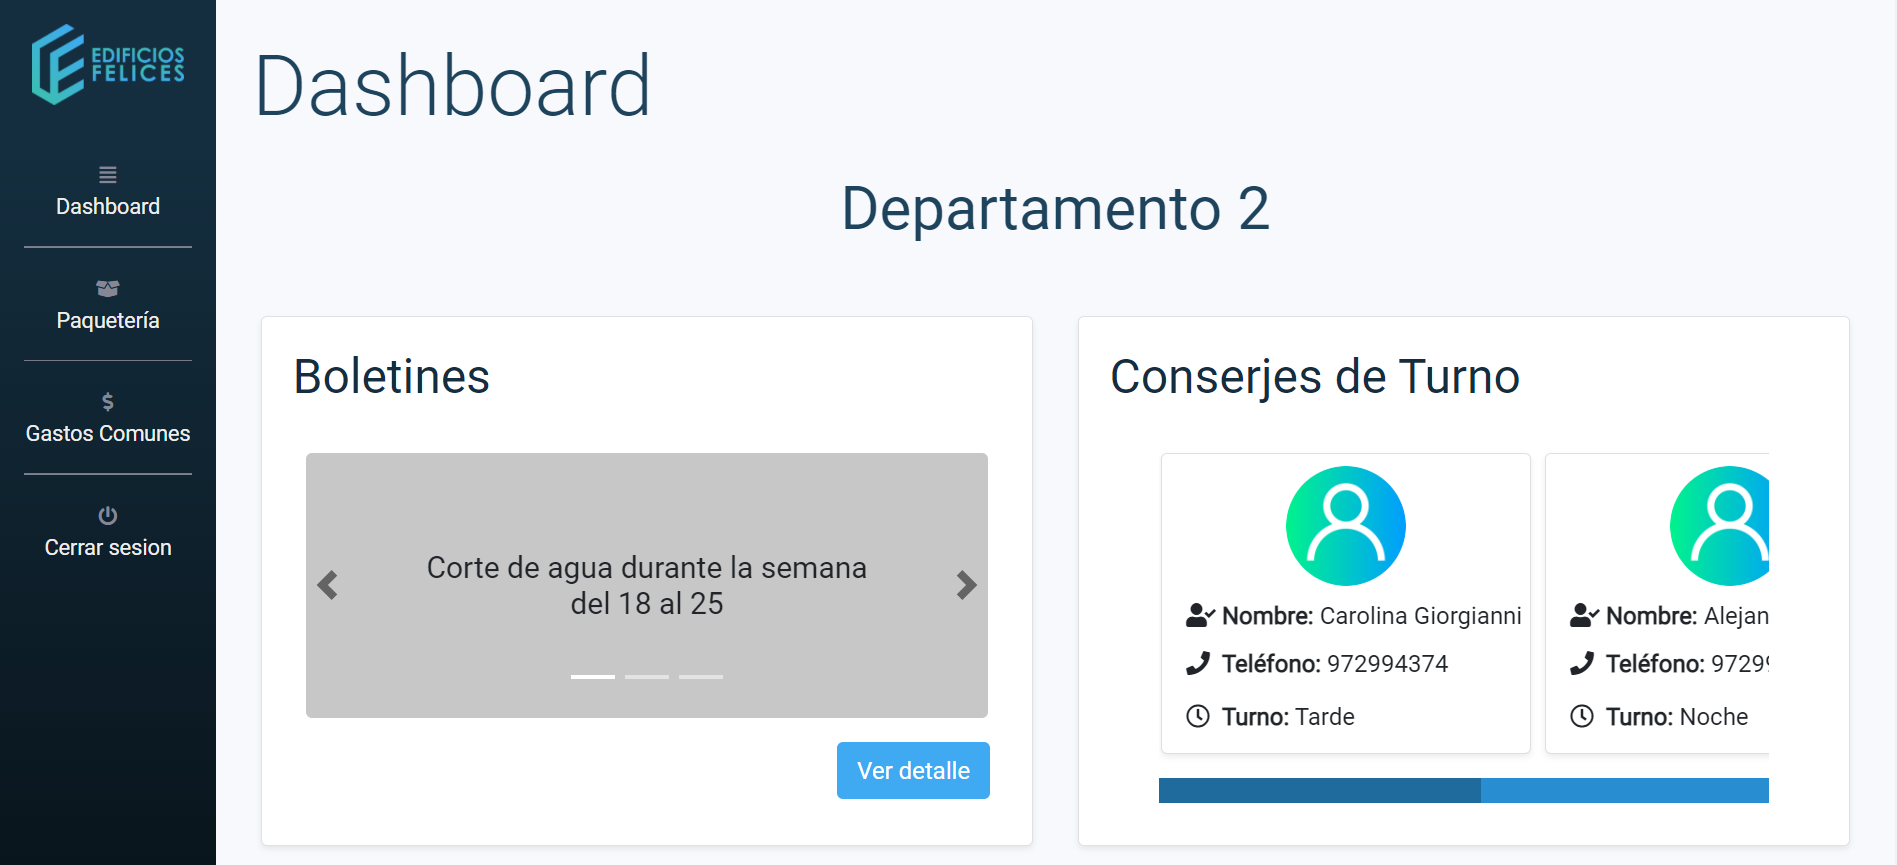 EDIFICIOS
FELICES
Dashboard
Paquetería
Gastos Comunes
Cerrar sesion
Dashboard
Departamento 2
Boletines
Corte de agua durante la semana
del 18 al 25
Ver detalle
Conserjes de Turno
Nombre: Carolina Giorgianni
Teléfono: 972994374
Turno: Tarde
Nombre: Alejan
Teléfono: 9729
Turno: Noche